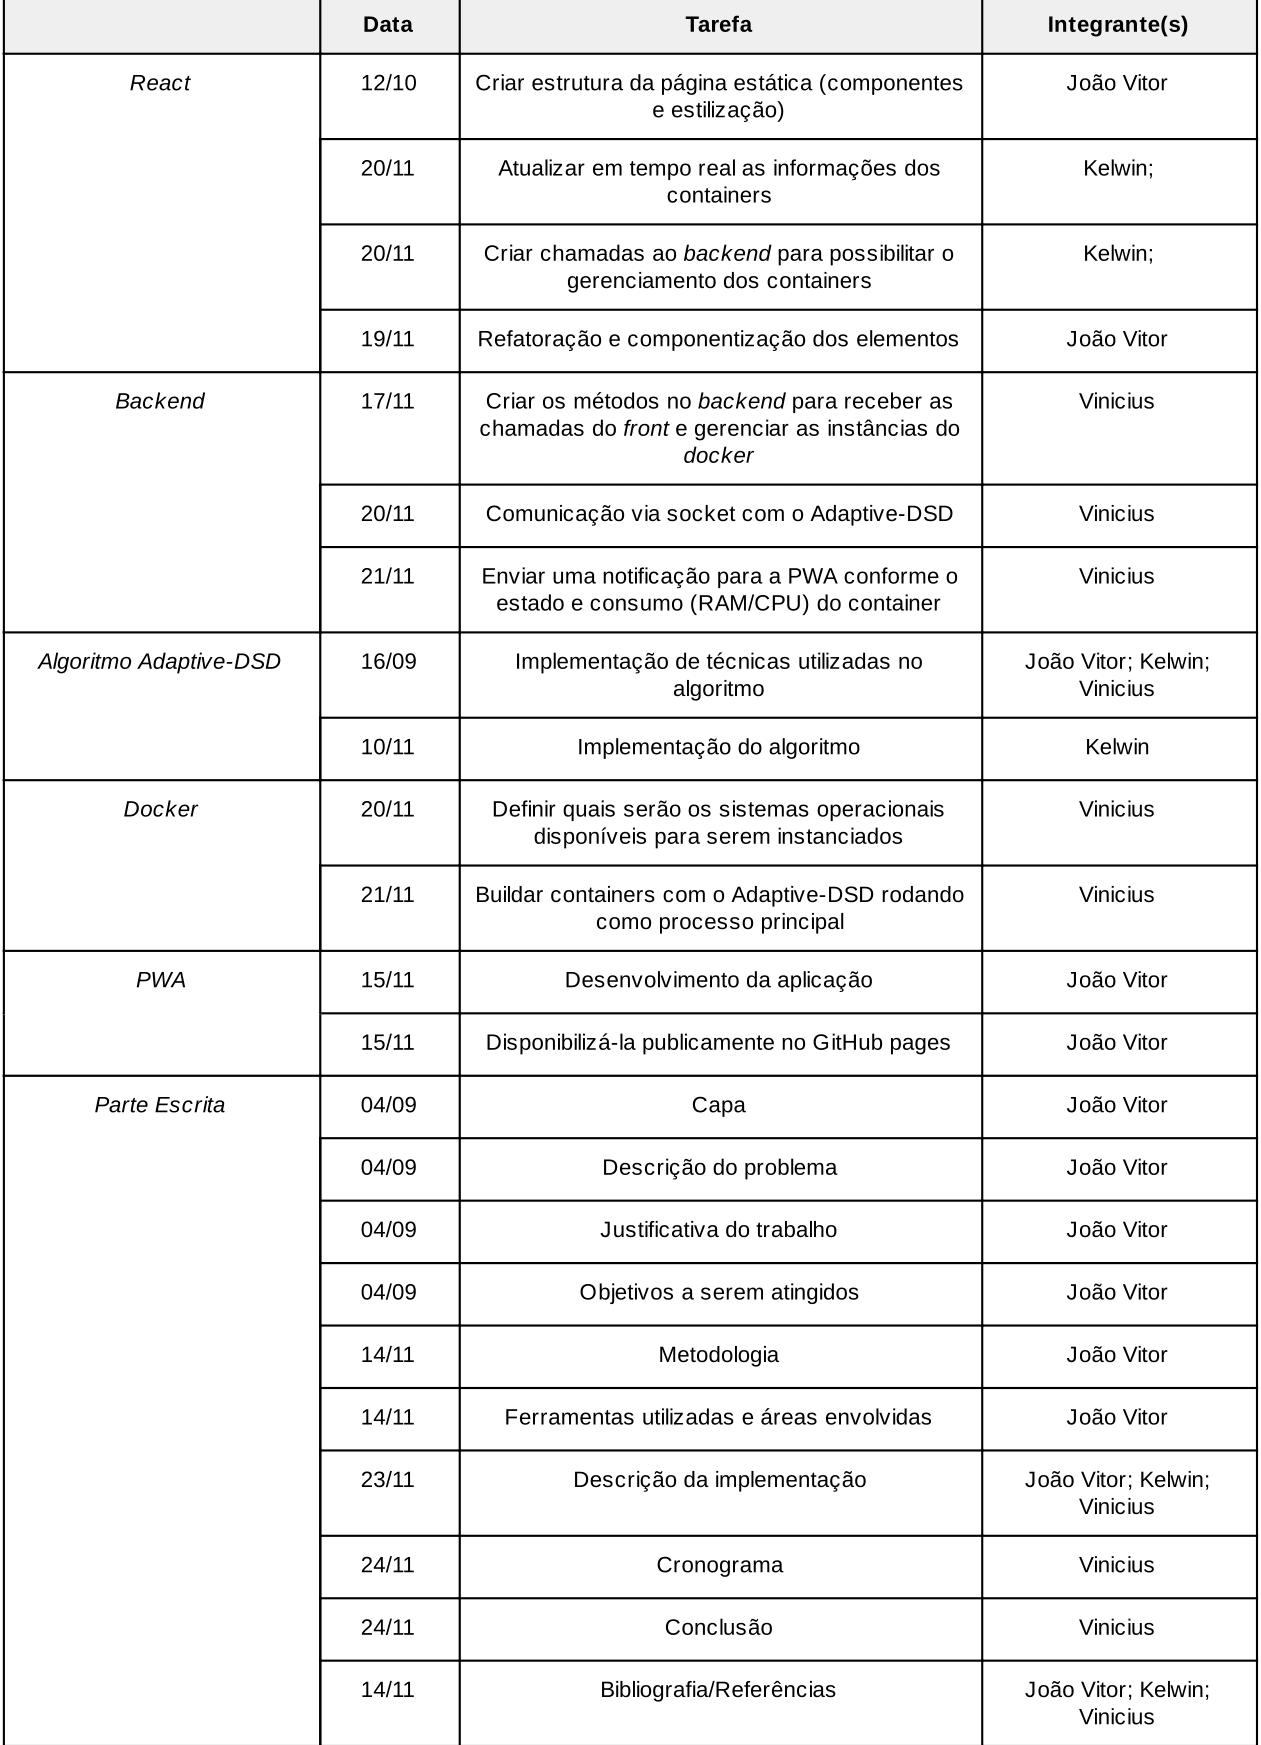 Data Tarefa Integrante(s)
React 12/10 Criar estrutura da página estática (componentes João Vitor
e estilização)
20/11 Atualizar em tempo real as informações dos Kelwin;
containers
20/11 Criar chamadas ao backend para possibilitar o Kelwin;
gerenciamento dos containers
19/11 Refatoração e componentização dos elementos João Vitor
Backend 17/11 Criar os métodos no backend para receber as Vinicius
chamadas do front e gerenciar as instâncias do
docker
20/11 Comunicação via socket com o Adaptive-DSD Vinicius
21/11 Enviar uma notificação para a PWA conforme o Vinicius
estado e consumo (RAM/CPU) do container
Algoritmo Adaptive-DSD 16/09 Implementação de técnicas utilizadas no João Vitor; Kelwin;
algoritmo Vinicius
10/11 Implementação do algoritmo Kelwin
Docker 20/11 Definir quais serão os sistemas operacionais Vinicius
disponíveis para serem instanciados
21/11 Buildar containers com o Adaptive-DSD rodando Vinicius
como processo principal
PWA 15/11 Desenvolvimento da aplicação João Vitor
15/11 Disponibilizá-la publicamente no GitHub pages João Vitor
Parte Escrita 04/09 Capa João Vitor
04/09 Descrição do problema João Vitor
04/09 Justificativa do trabalho João Vitor
04/09 Objetivos a serem atingidos João Vitor
14/11 Metodologia João Vitor
14/11 Ferramentas utilizadas e áreas envolvidas João Vitor
23/11 Descrição da implementação João Vitor; Kelwin;
Vinicius
24/11 Cronograma Vinicius
24/11 Conclusão Vinicius
14/11 Bibliografia/Referências João Vitor; Kelwin;
Vinicius